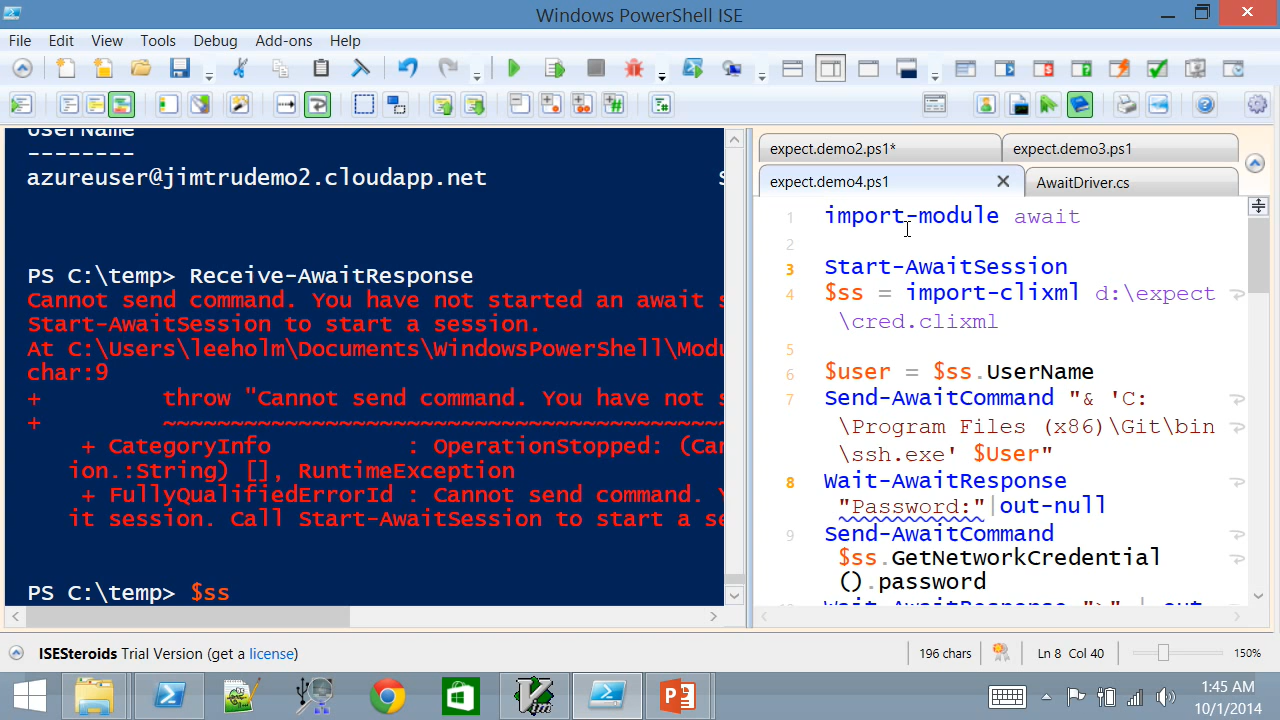 Windows PowerShell ISE
File Edit View Tools Debug Add-ons Help
UserName
--------
azureuser@jimtrudemo2.cloudapp.net S
PS C:\temp> Receive-AwaitResponse
Cannot send command. You have not started an await s
Start-AwaitSession to start a session.
At C:\Users\leeholm\Documents\WindowsPowerShell\Modu
char:9
+ throw "Cannot send command. You have not s
+ ~~~~~~~~~~~~~~~~~~~~~~~~~~~~~~~~~~~~~~~~~~
+ CategoryInfo : OperationStopped: (Can
ion.:String) [], RuntimeException
+ FullyQualifiedErrorId : Cannot send command. Y
it session. Call Start-AwaitSession to start a se
PS C:\temp> $ss
expect.demo2.ps1* expect.demo3.ps1
expect.demo4.ps1 AwaitDriver.cs
1 import-module await
2
3 Start-AwaitSession
4 $ss = import-clixml d:\expect
\cred.clixml
5
6 $user = $ss.UserName
7 Send-AwaitCommand "& 'C:
\Program Files (x86)\Git\bin
\ssh.exe' $User"
8 Wait-AwaitResponse
"Password:"|out-null
9 Send-AwaitCommand
$ss.GetNetworkCredential
().password
Wait-AwaitResponse ">" | out-
ISESteroids Trial Version (get a license)
196 chars Ln 8 Col 40 150%
1:45 AM
10/1/2014